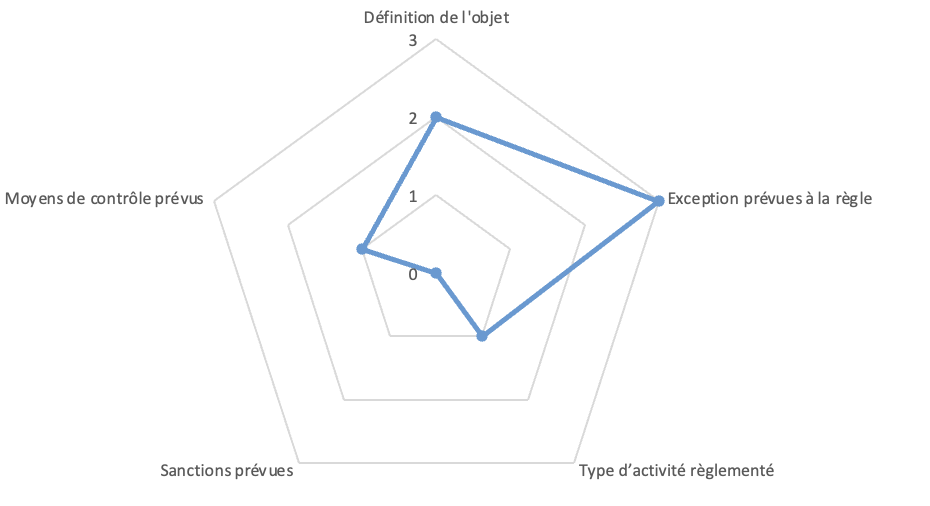 Définition de l'objet
3
2
1
0
Moyens de contrôle prévus
Exception prévues à la règle
Sanctions prévues
Type d’activité règlementé